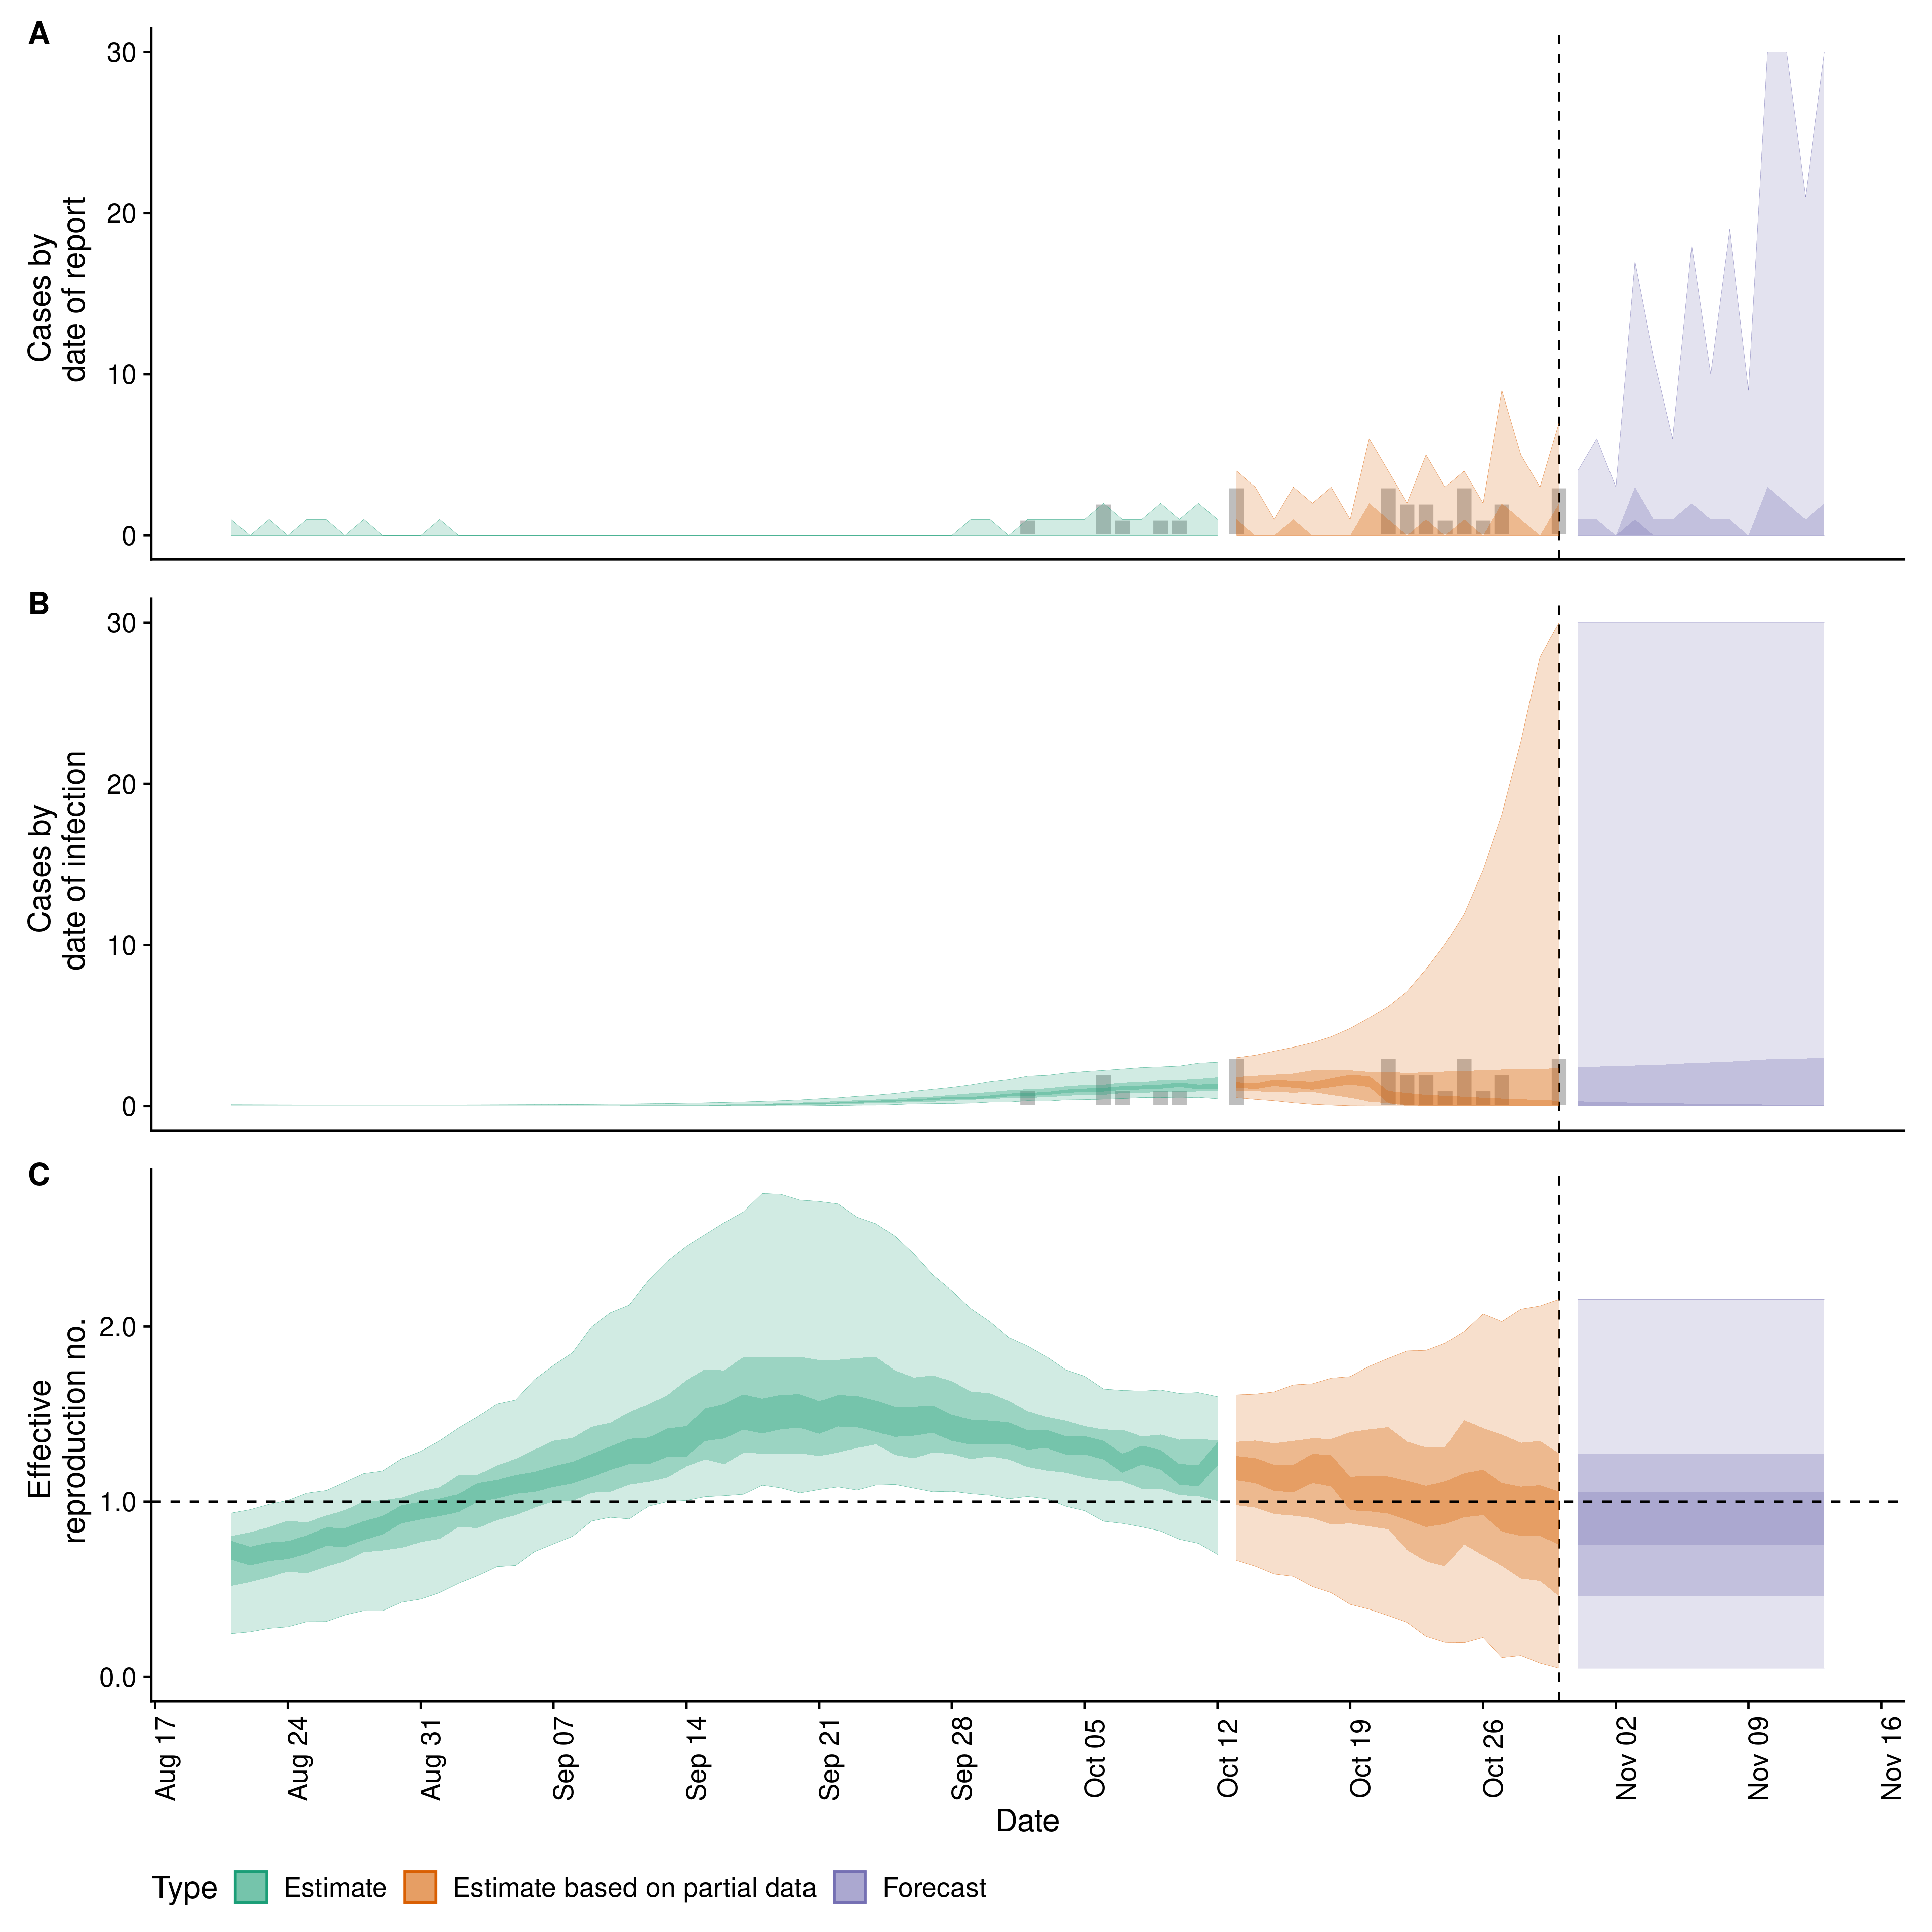 A
Cases by
date of report
30
20
10
0
B
Cases by
date of infection
30
20
10
0
C
Effective
reproduction no.
2.0
1.0
0.0
Aug 17
Aug 24
Aug 31
Sep 07
Sep 14
Sep 21
Sep 28
Oct 05
Oct 12
Oct 19
Oct 26
Nov 02
Nov 09
Nov 16
Date
Type Estimate Estimate based on partial data Forecast